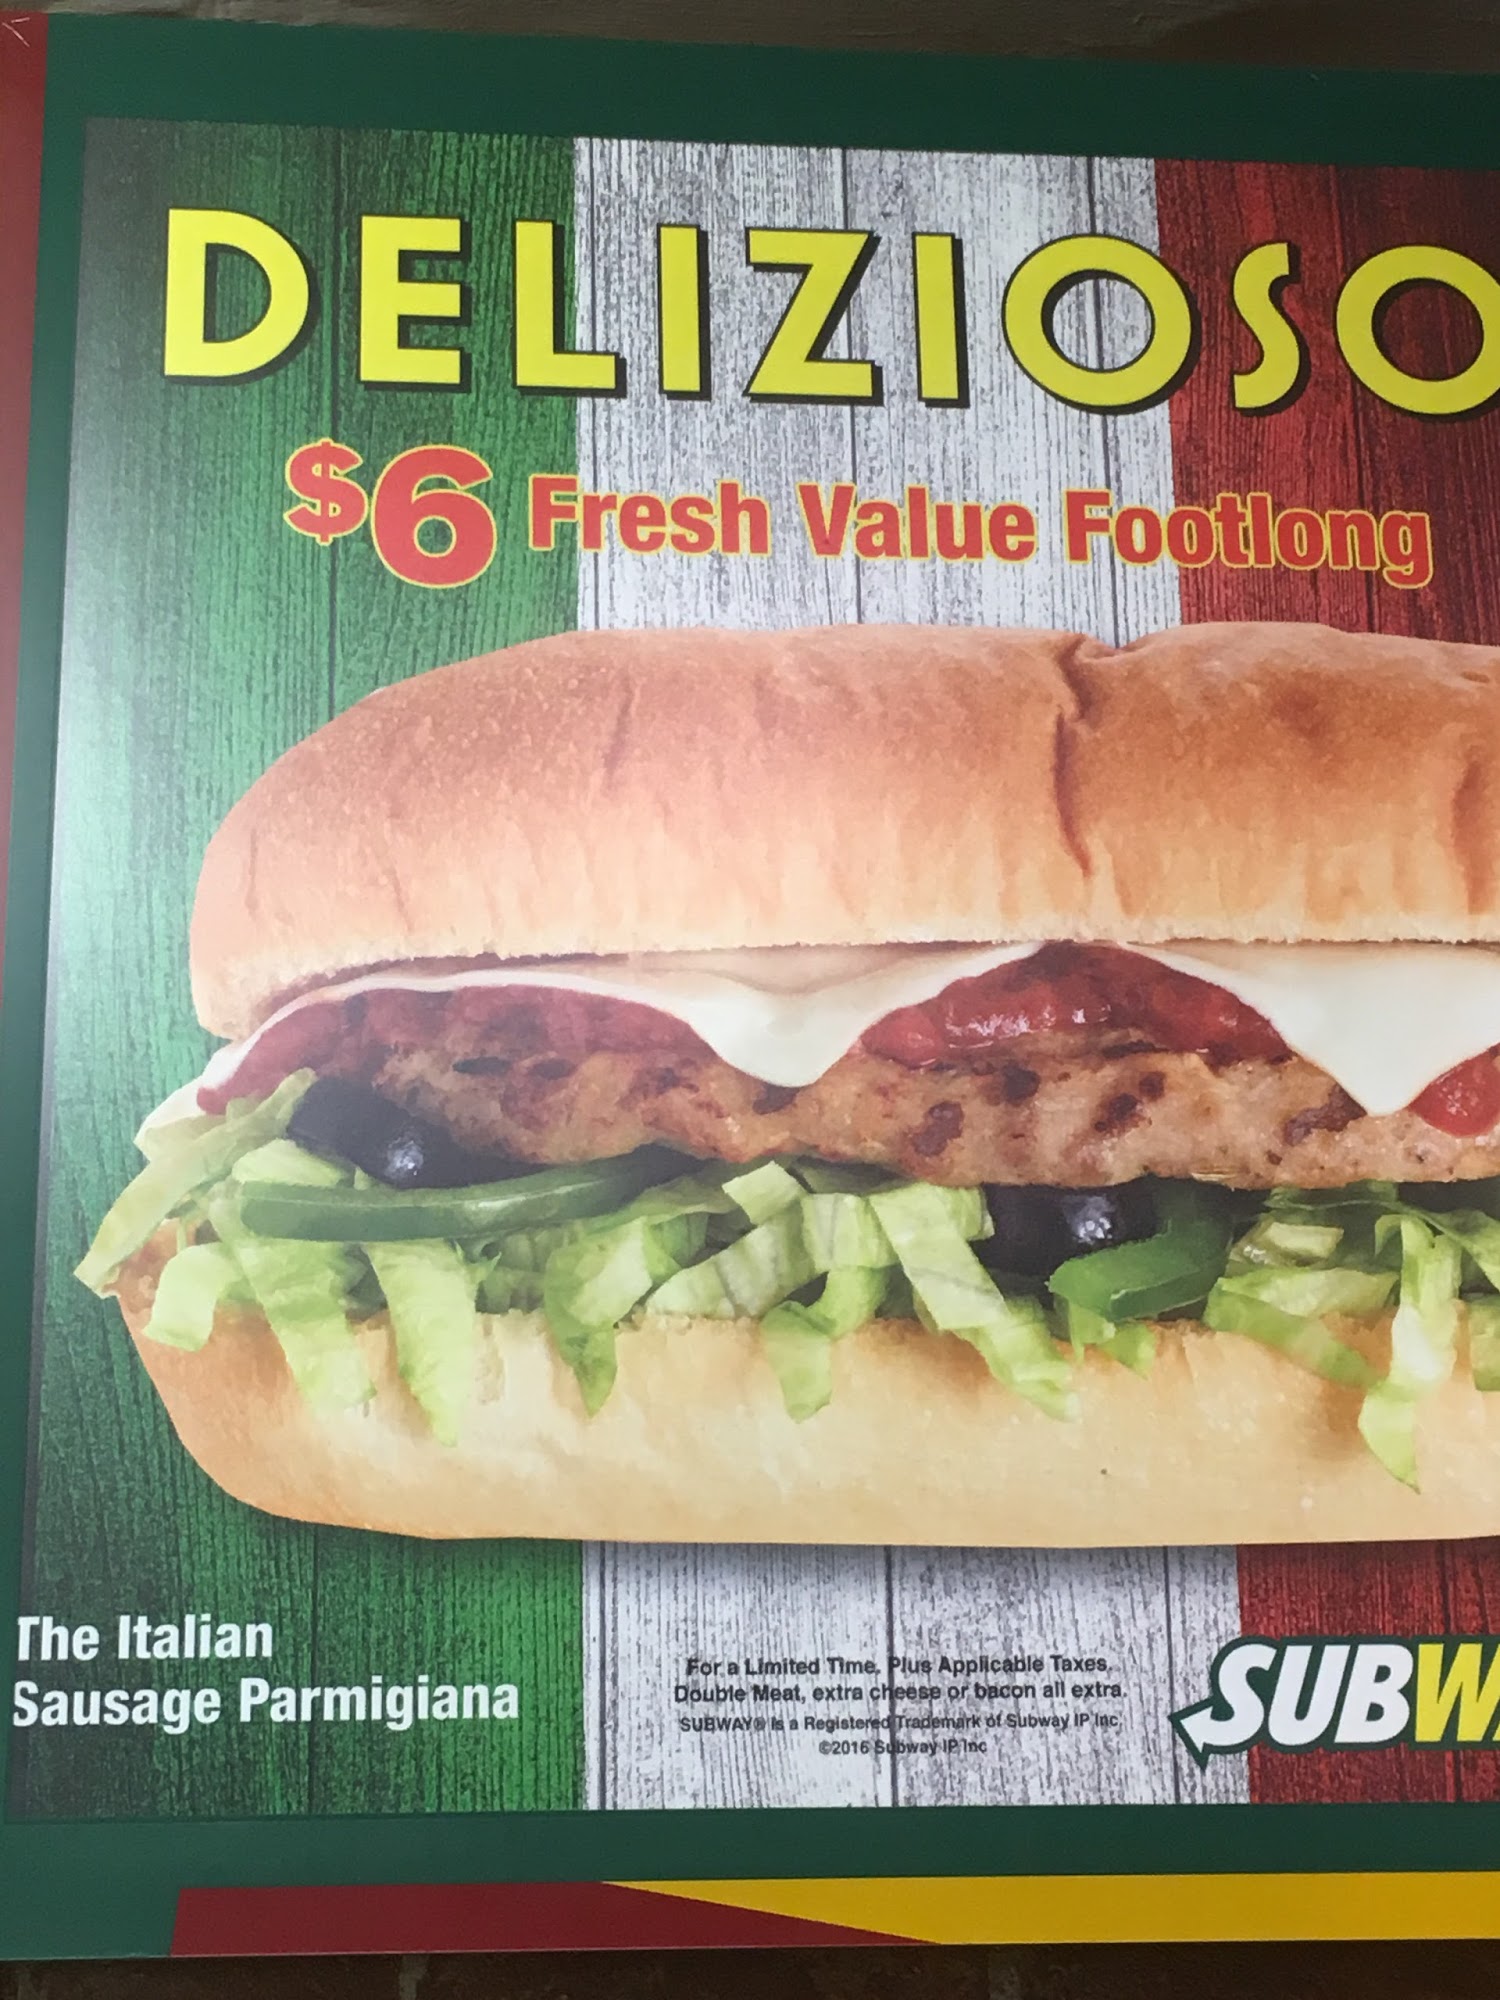 DELIZIOSO
$6 Fresh Value Footlong
The Italian
Sausage Parmigiana
For a Limited Time. Plus Applicable Taxes.
Double Meat, extra cheese or bacon all extra.
SUBWAY® is a Registered Trademark of Subway IP Inc.
©2016 Subway IP Inc
SUBW